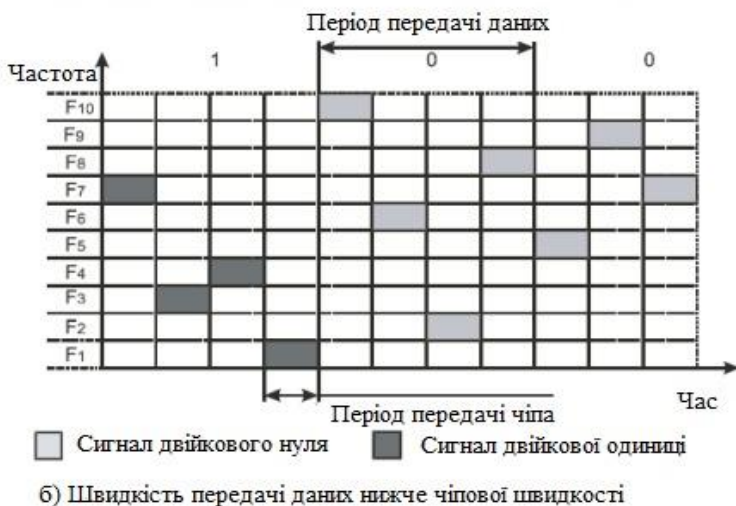 Період передачі даних
1 0 0
Частота
F10
F9
F8
F7
F6
F5
F4
F3
F2
F1
Час
Період передачі чіпа
Сигнал двійкового нуля Сигнал двійкової одиниці
б) Швидкість передачі даних нижче чіпової швидкості